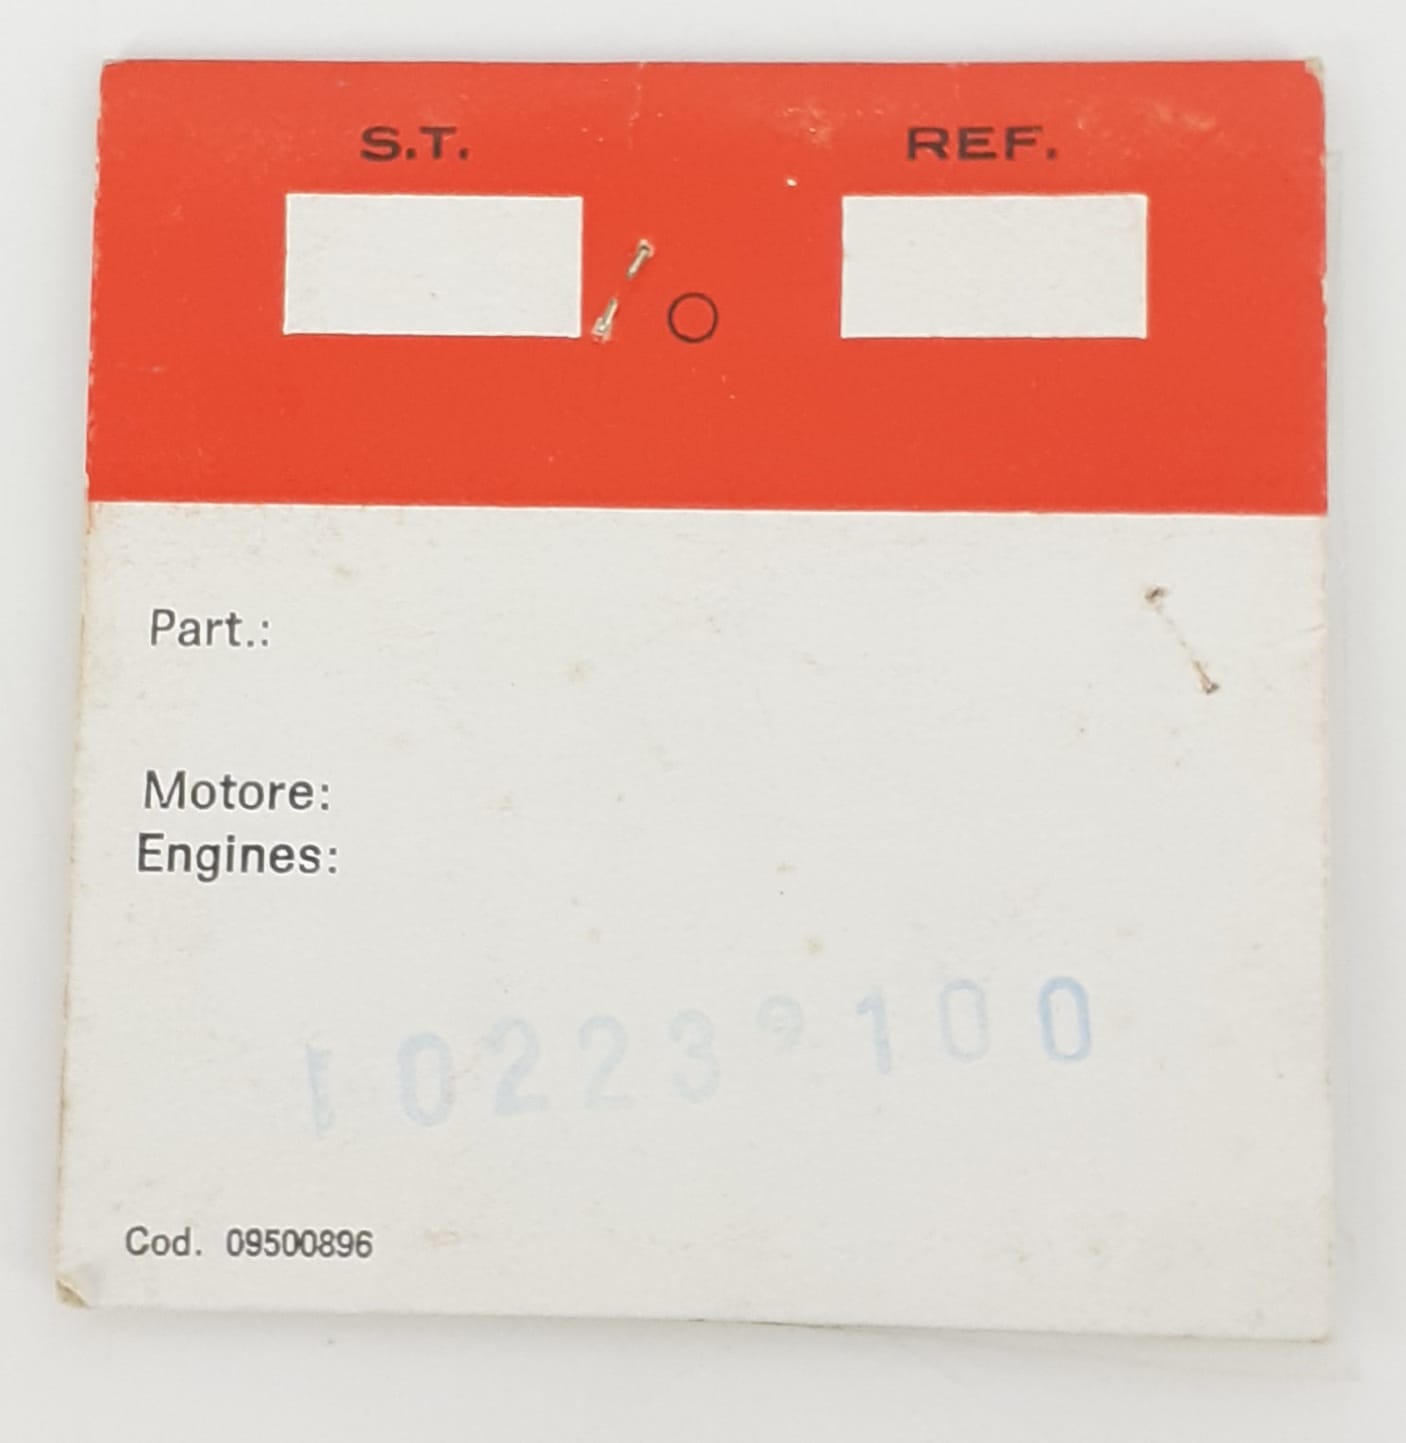 S.T. REF.
Part.:
Motore:
Engines:
10223 100
Cod. 09500896